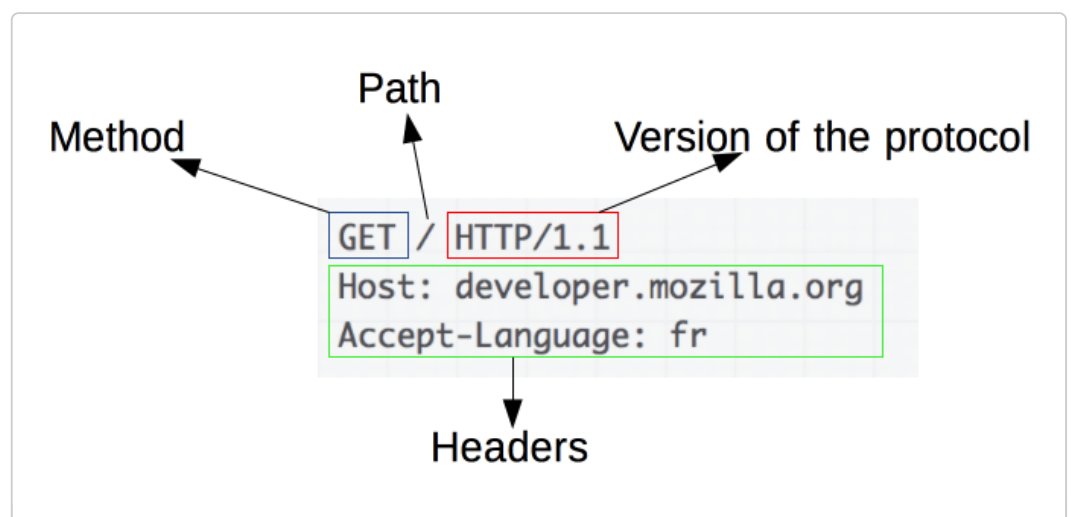 Path
Method
Version of the protocol
GET / HTTP/1.1
Host: developer.mozilla.org
Accept-Language: fr
Headers